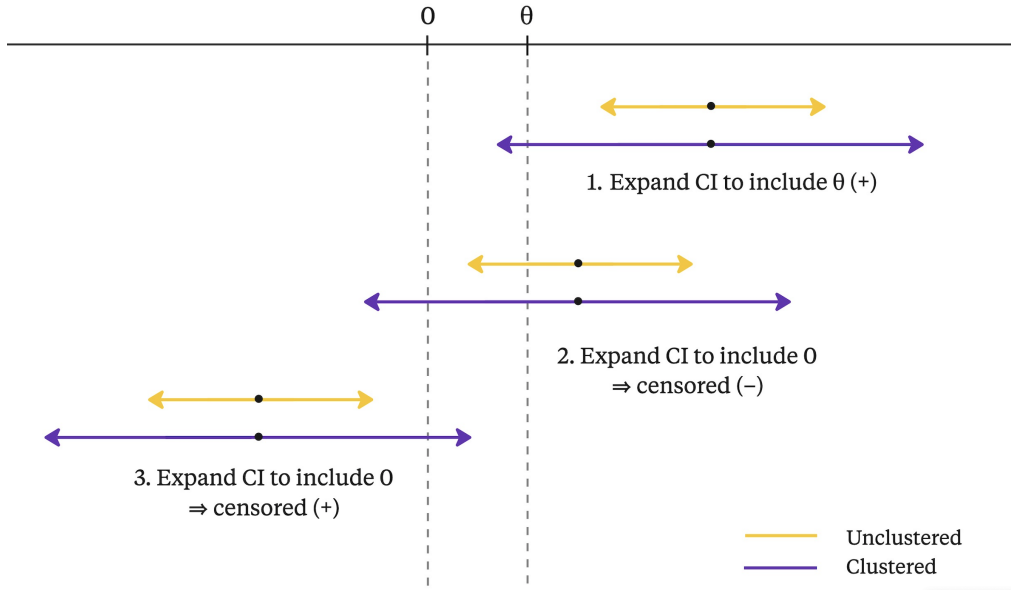 0 θ
1. Expand CI to include θ (+)
2. Expand CI to include 0
⇒ censored (−)
3. Expand CI to include 0
⇒ censored (+)
Unclustered
Clustered